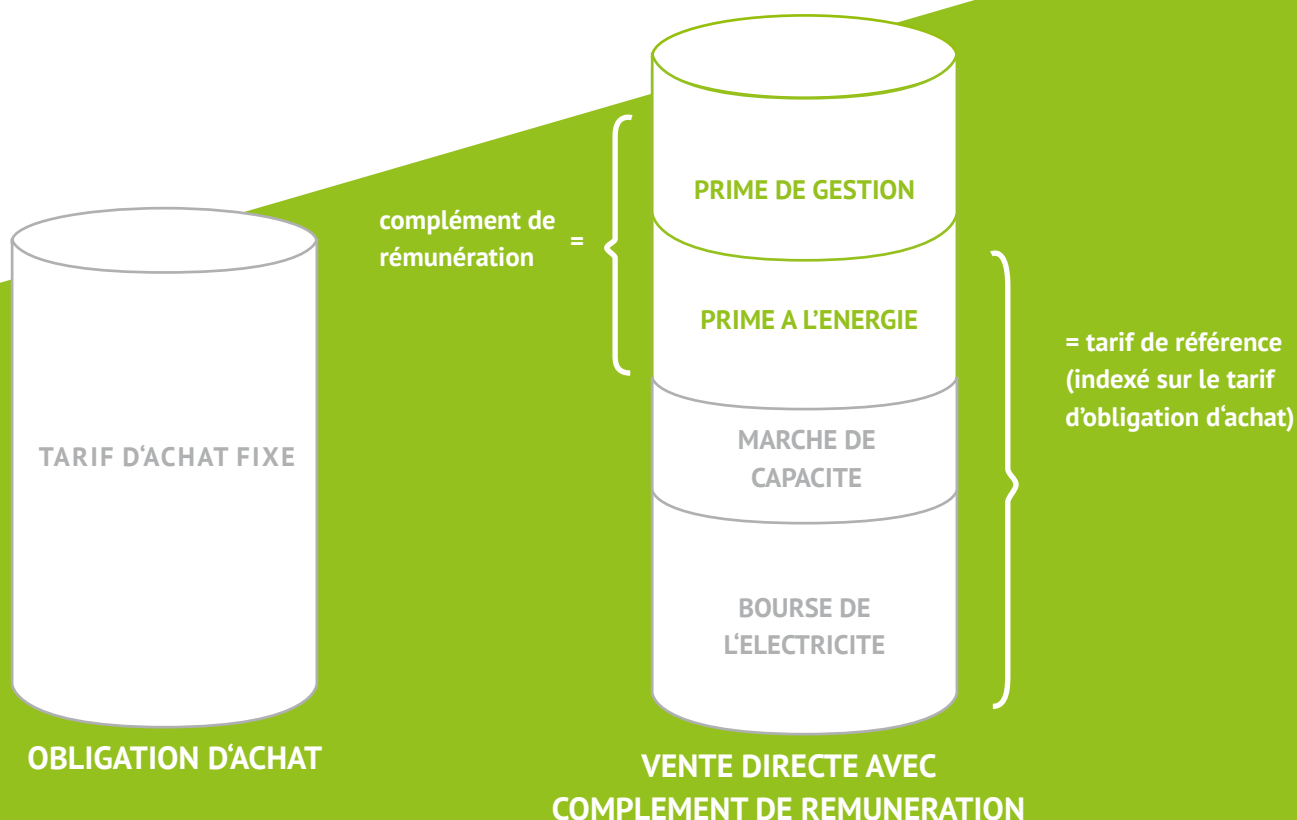 PRIME DE GESTION
complément de
rémunération
=
PRIME A L’ENERGIE
= tarif de référence
(indexé sur le tarif
d’obligation d‘achat)
TARIF D‘ACHAT FIXE
MARCHE DE
CAPACITE
BOURSE DE
L‘ELECTRICITE
OBLIGATION D‘ACHAT
VENTE DIRECTE AVEC
COMPLEMENT DE REMUNERATION